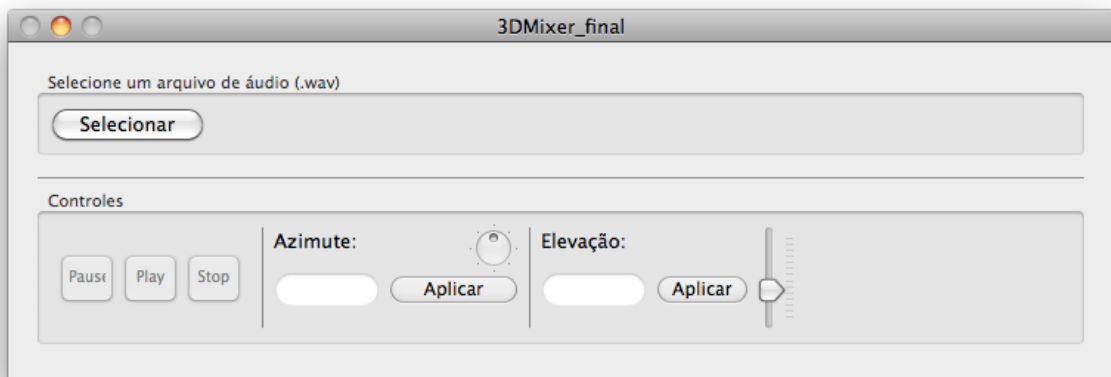 3DMixer_final
Selecione um arquivo de áudio (.wav)
Selecionar
Controles
Azimute:
Elevação:
Pause Play Stop
Aplicar
Aplicar